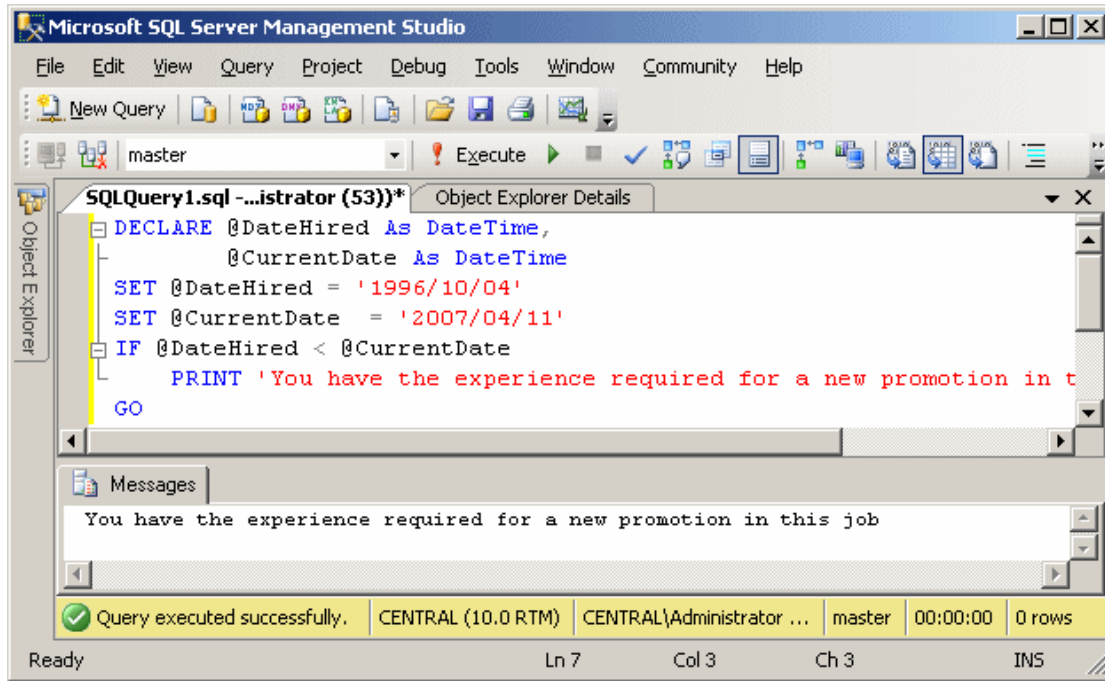 Microsoft SQL Server Management Studio
File Edit View Query Project Debug Tools Window Community Help
New Query
master Execute
Object Explorer
SQLQuery1.sql -...istrator (53))* Object Explorer Details
DECLARE @DateHired As DateTime,
@CurrentDate As DateTime
SET @DateHired = '1996/10/04'
SET @CurrentDate  = '2007/04/11'
IF @DateHired < @CurrentDate
PRINT 'You have the experience required for a new promotion in t
GO
Messages
You have the experience required for a new promotion in this job
Query executed successfully. CENTRAL (10.0 RTM) CENTRAL\Administrator ... master 00:00:00 0 rows
Ready Ln 7 Col 3 Ch 3 INS